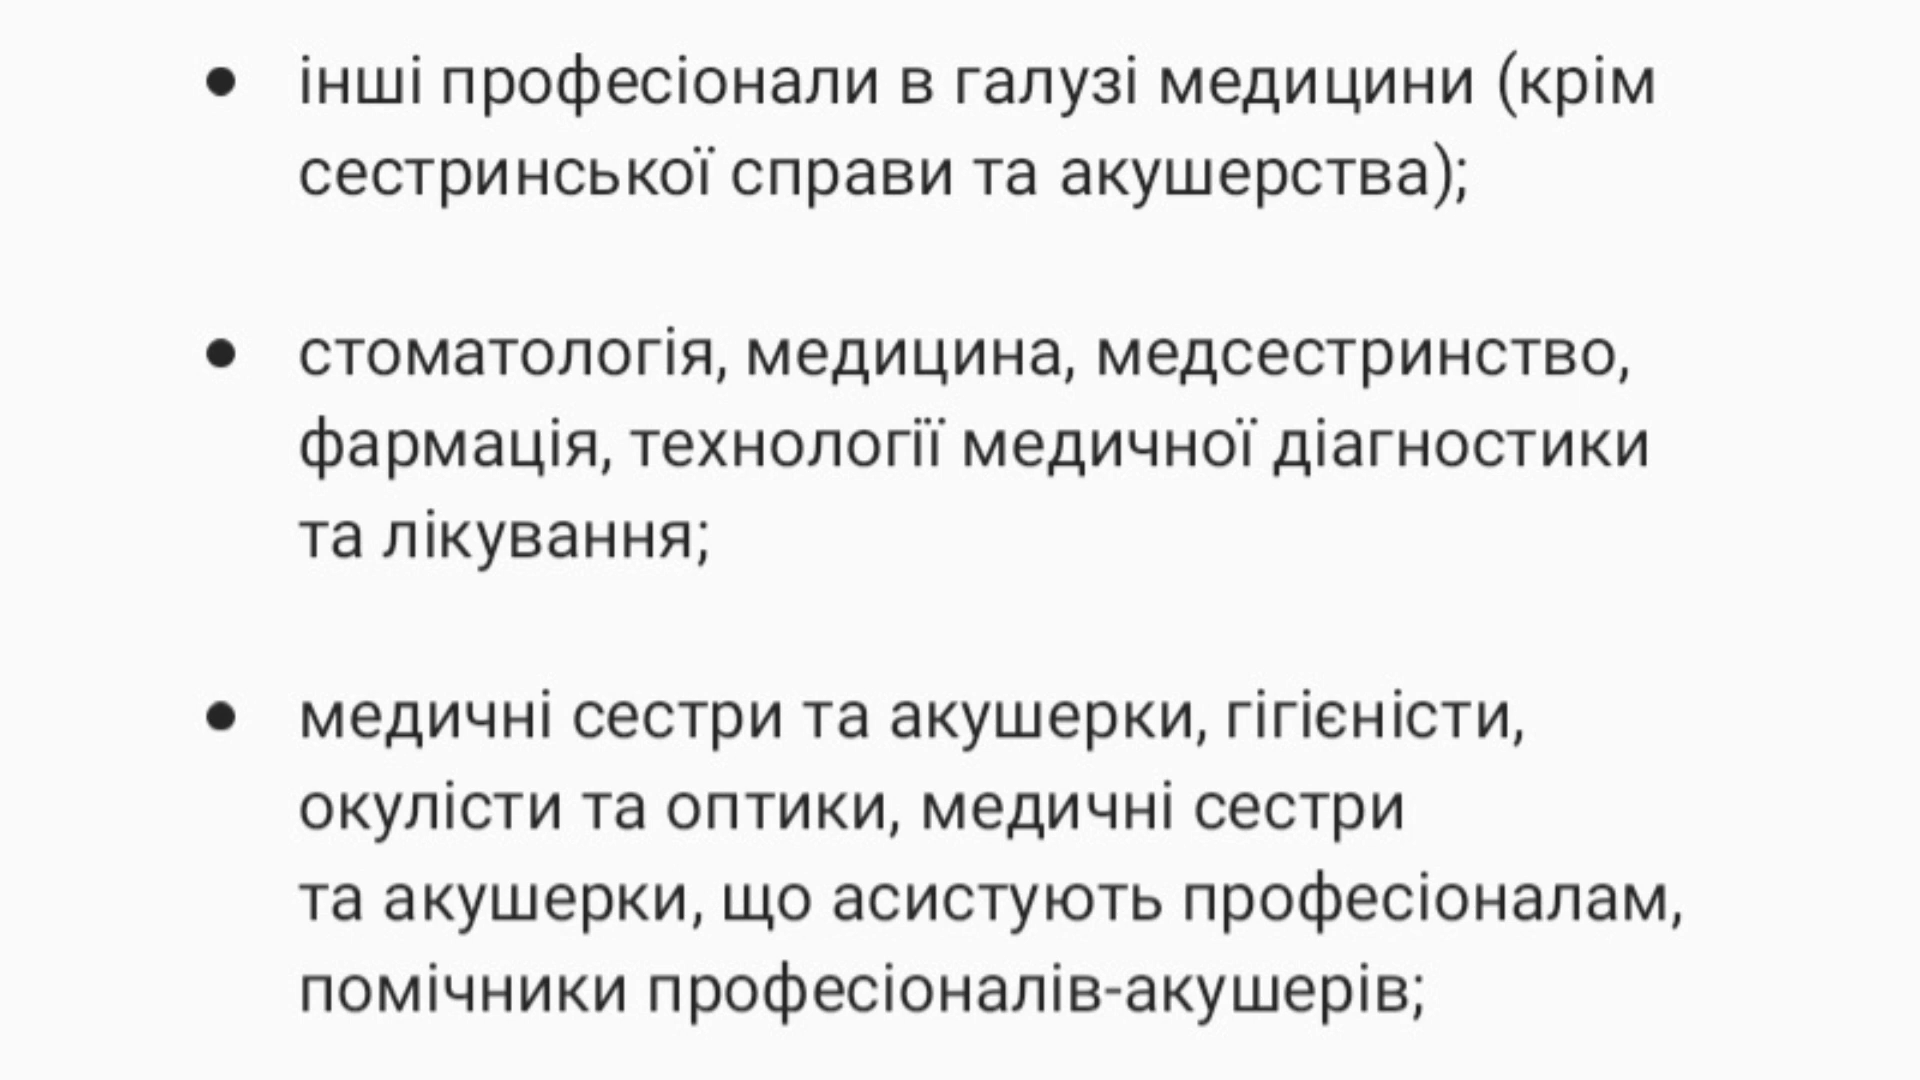 • інші професіонали в галузі медицини (крім
сестринської справи та акушерства);
• стоматологія, медицина, медсестринство,
фармація, технології медичної діагностики
та лікування;
• медичні сестри та акушерки, гігієністи,
окулісти та оптики, медичні сестри
та акушерки, що асистують професіоналам,
помічники професіоналів-акушерів;